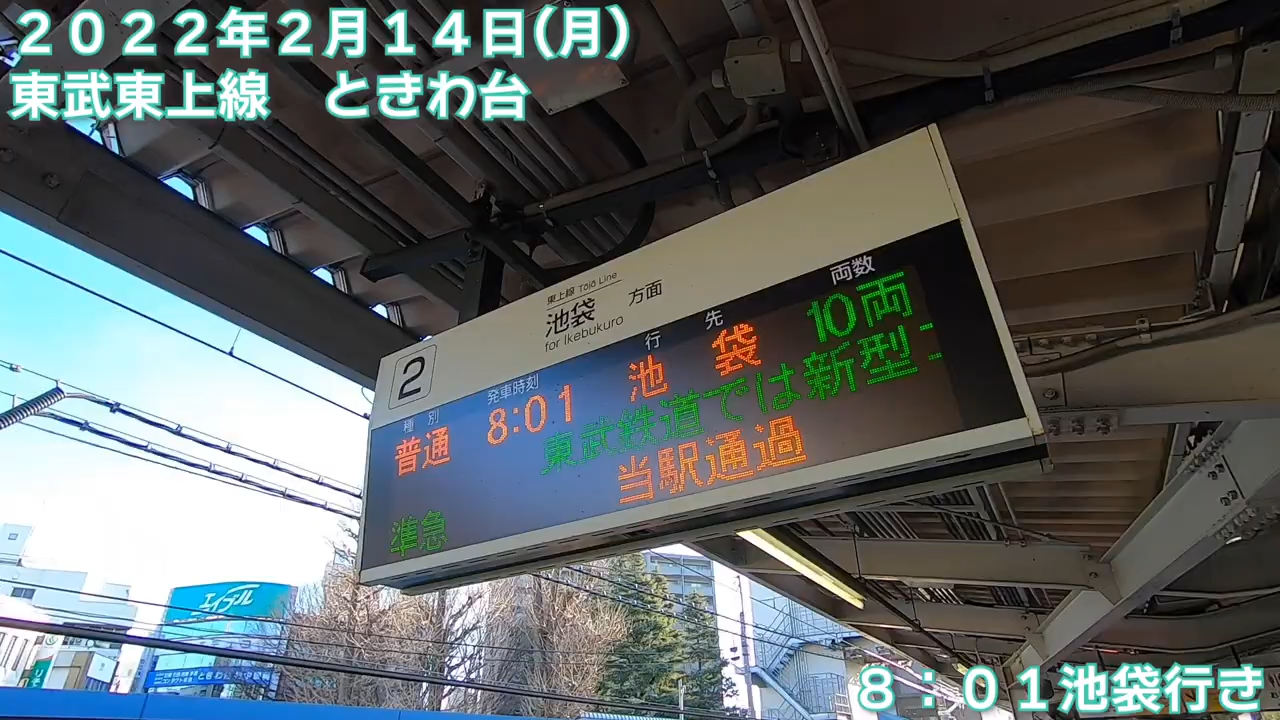 ２０２２年２月１４日(月)
東武東上線　ときわ台
2
東上線 Tōjō Line
池袋 方面
for Ikebukuro
種別 発車時刻 行先 両数
普通 8:01 池袋 10両
東武鉄道では新型コ
当駅通過
準急
エイブル
８：０１池袋行き